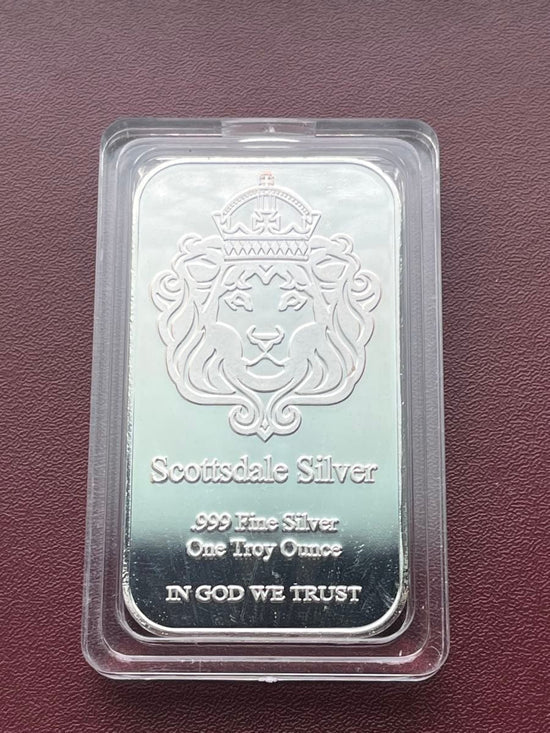 Scottsdale Silver
.999 Fine Silver
One Troy Ounce
IN GOD WE TRUST